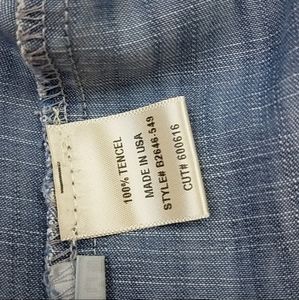 100% TENCEL
MADE IN USA
STYLE# B2646-549
CUT# 600616